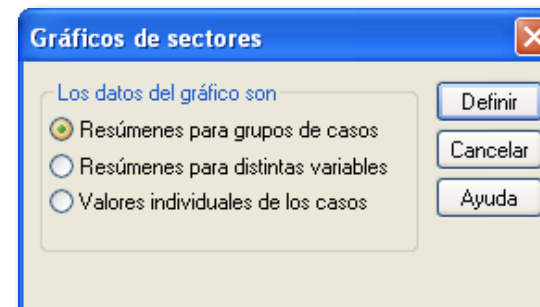 Gráficos de sectores
Los datos del gráfico son
Resúmenes para grupos de casos
Resúmenes para distintas variables
Valores individuales de los casos
Definir
Cancelar
Ayuda